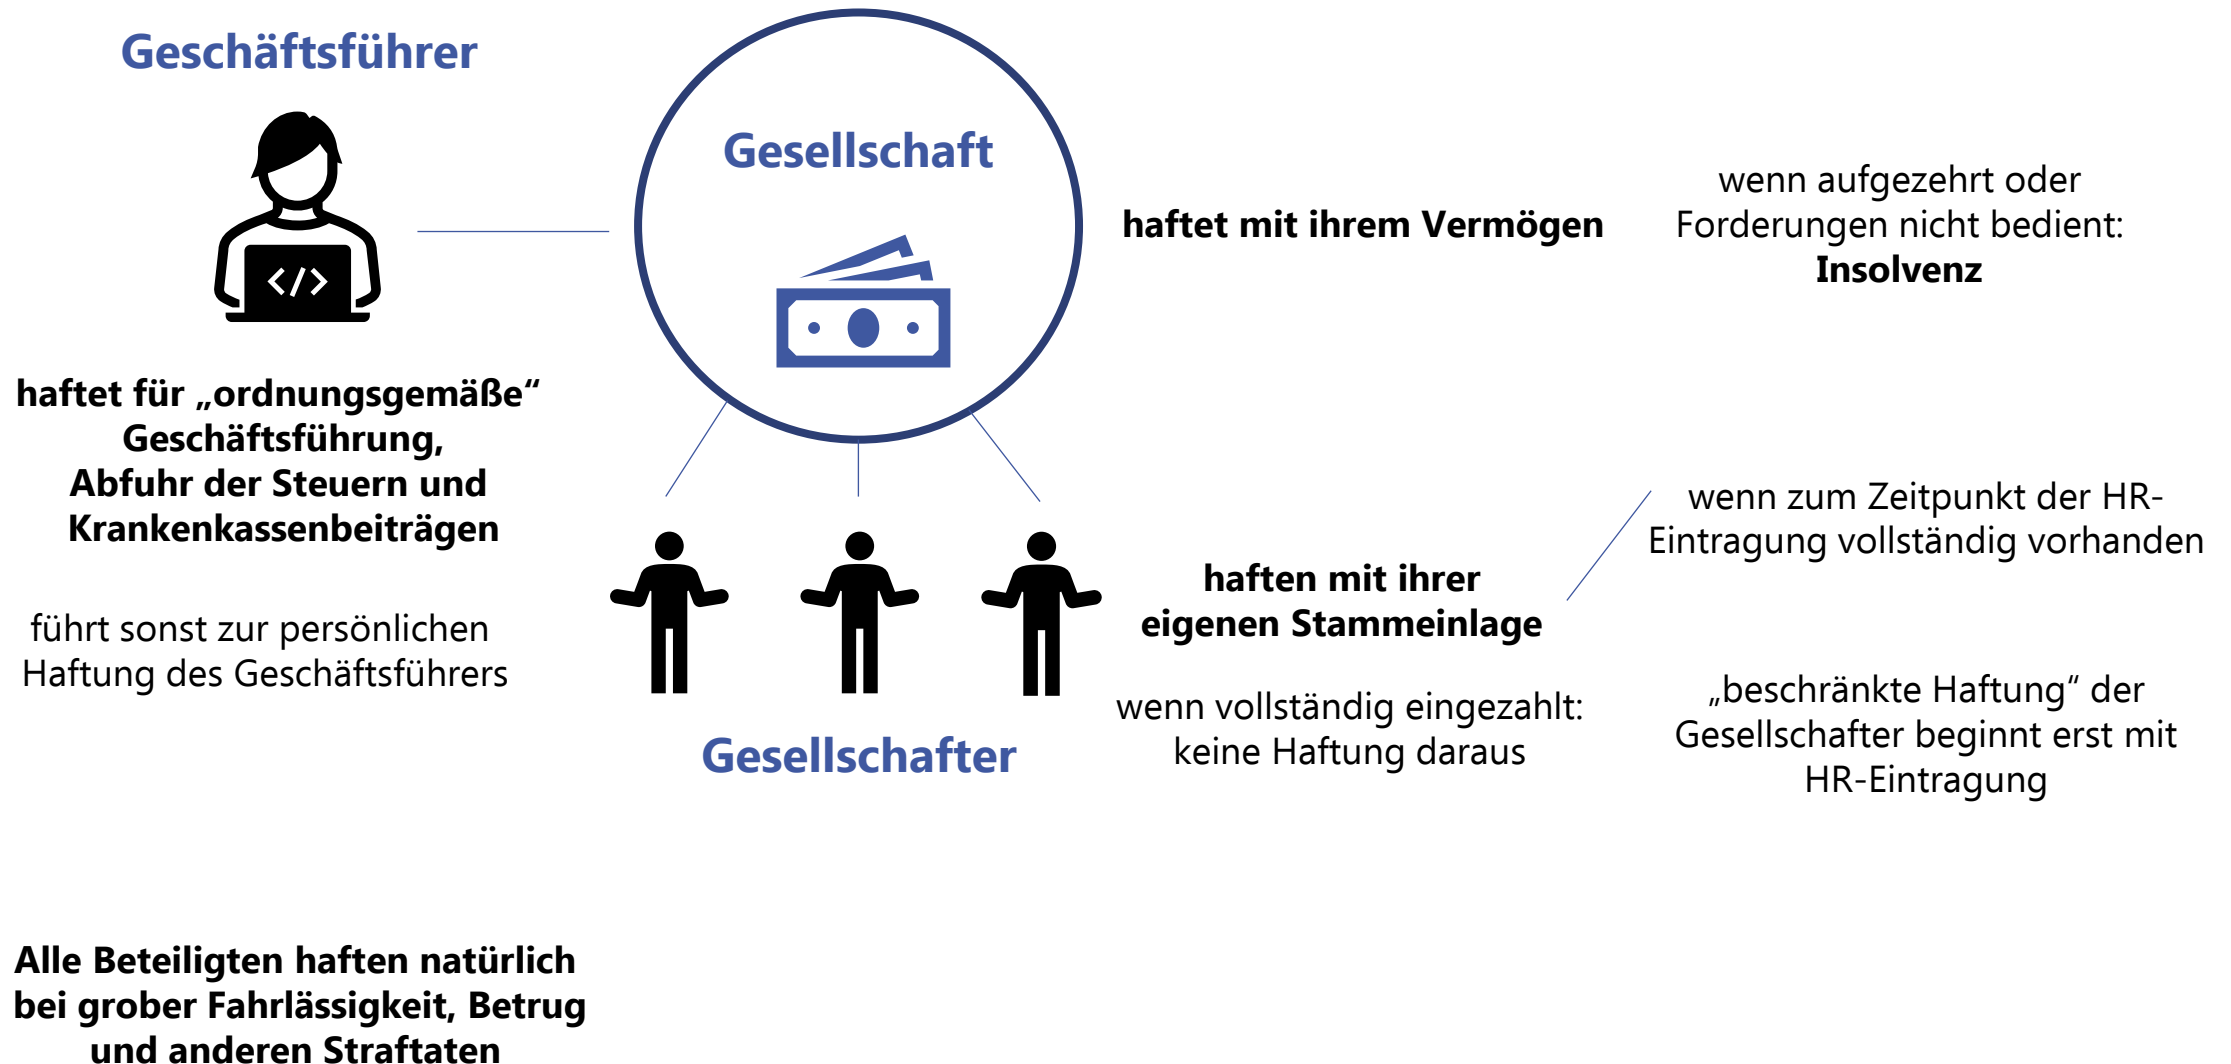 Geschäftsführer
</>
haftet für „ordnungsgemäße“
Geschäftsführung,
Abfuhr der Steuern und
Krankenkassenbeiträgen
führt sonst zur persönlichen
Haftung des Geschäftsführers
Gesellschaft
haftet mit ihrem Vermögen
wenn aufgezehrt oder
Forderungen nicht bedient:
Insolvenz
Gesellschafter
haften mit ihrer
eigenen Stammeinlage
wenn vollständig eingezahlt:
keine Haftung daraus
wenn zum Zeitpunkt der HR-
Eintragung vollständig vorhanden
„beschränkte Haftung“ der
Gesellschafter beginnt erst mit
HR-Eintragung
Alle Beteiligten haften natürlich
bei grober Fahrlässigkeit, Betrug
und anderen Straftaten